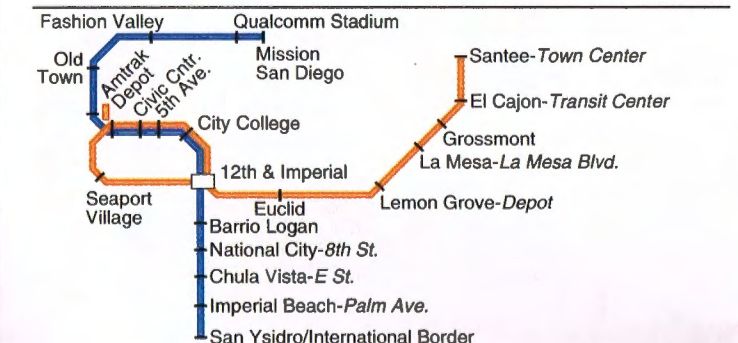 Fashion Valley
Qualcomm Stadium
Old
Town
Amtrak
Depot
Civic Cntr.
5th Ave.
Mission
San Diego
Santee-Town Center
El Cajon-Transit Center
City College
Grossmont
La Mesa-La Mesa Blvd.
12th & Imperial
Seaport
Village
Euclid
Lemon Grove-Depot
Barrio Logan
National City-8th St.
Chula Vista-E St.
Imperial Beach-Palm Ave.
San Ysidro/International Border